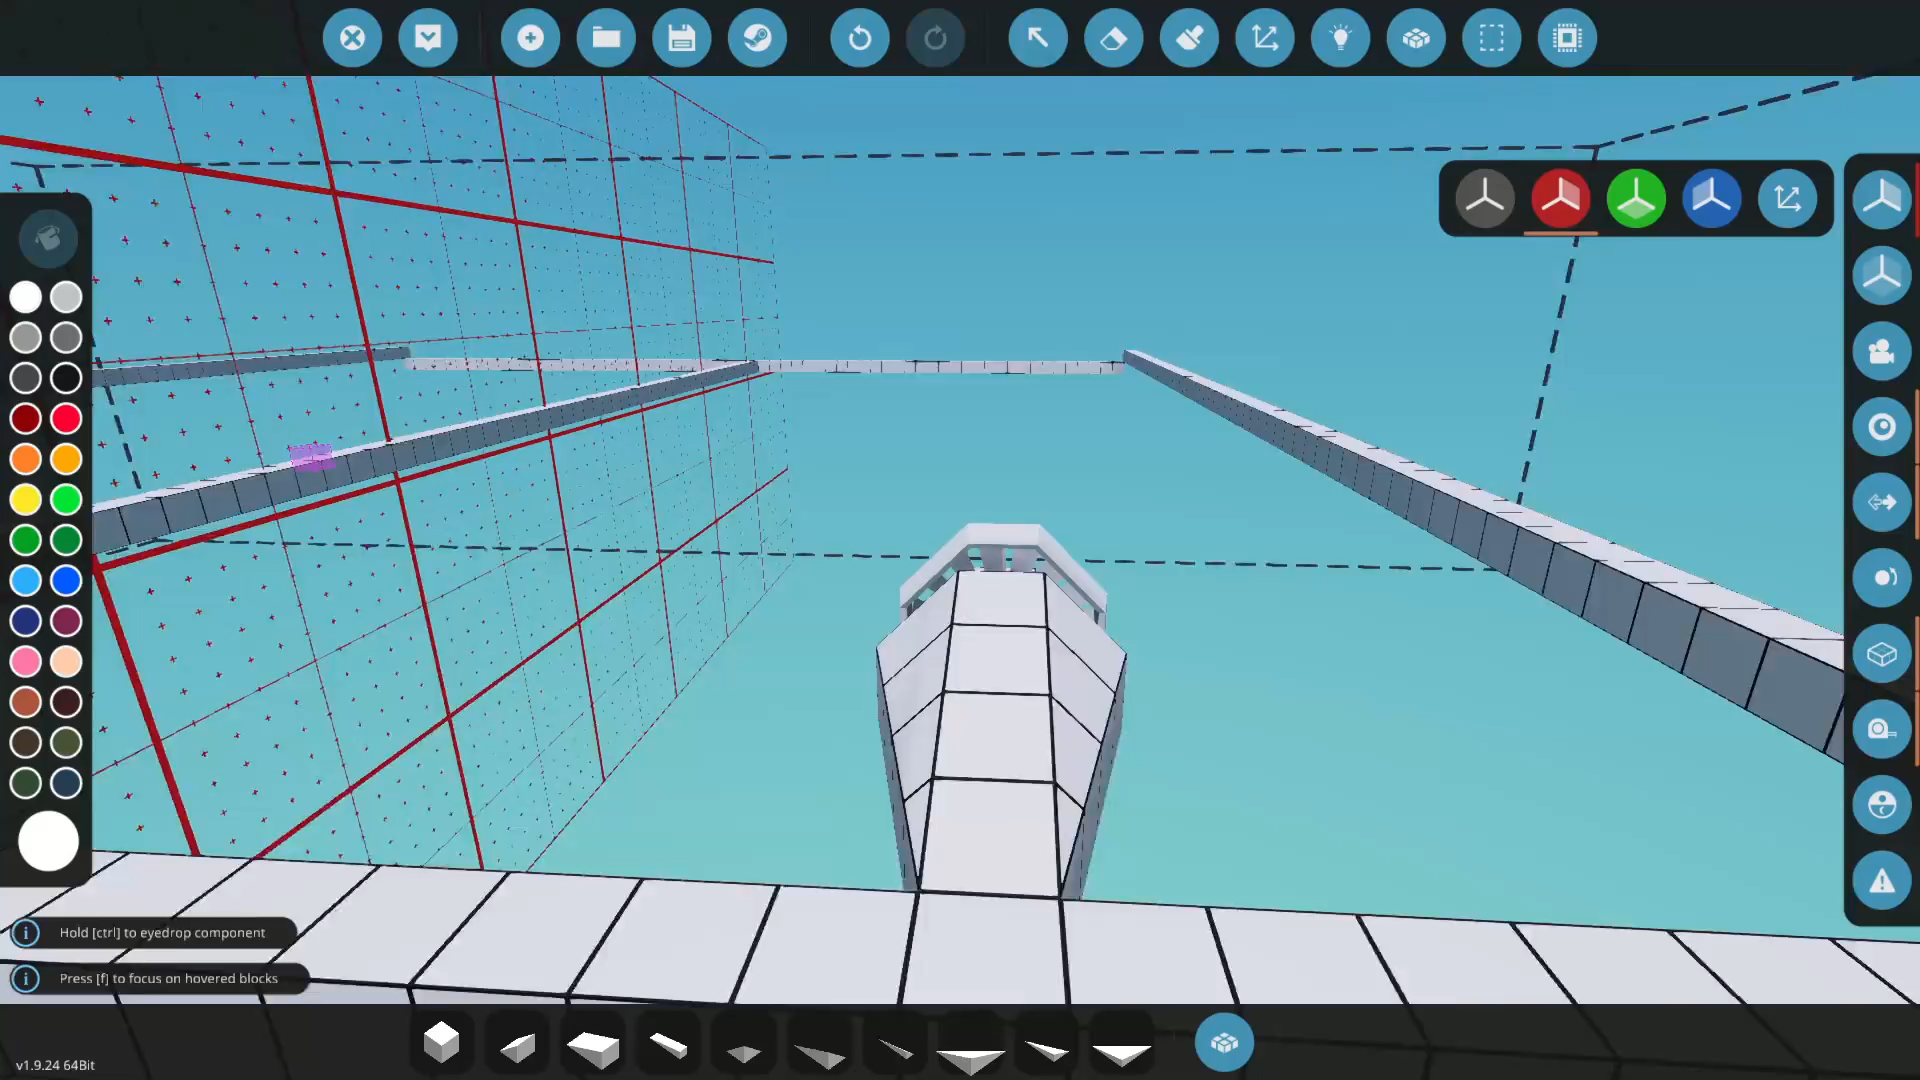 Hold [ctrl] to eyedrop component
Press [f] to focus on hovered blocks
v1.9.24 64Bit